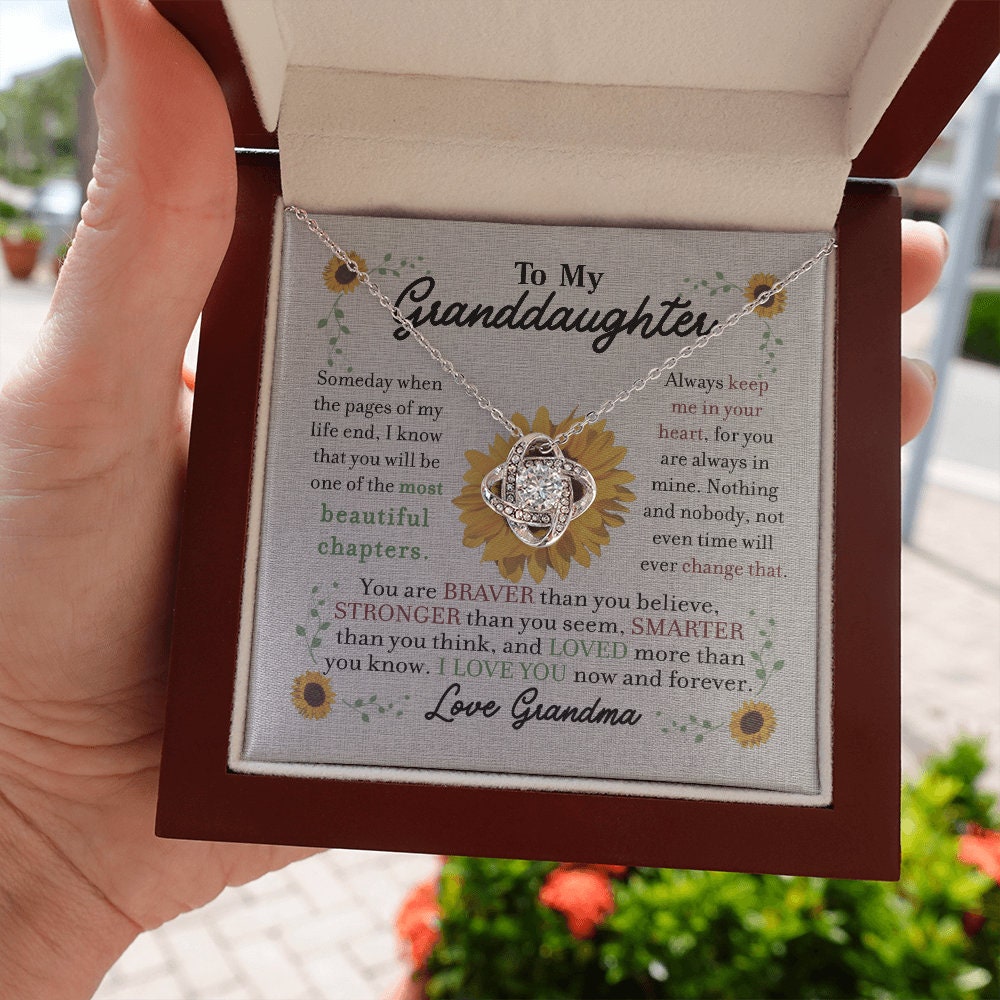 To My
Granddaughter
Someday when
the pages of my
life end, I know
that you will be
one of the most
beautiful
chapters.
Always keep
me in your
heart, for you
are always in
mine. Nothing
and nobody, not
even time will
ever change that.
You are BRAVER than you believe,
STRONGER than you seem, SMARTER
than you think, and LOVED more than
you know. I LOVE YOU now and forever.
Love Grandma